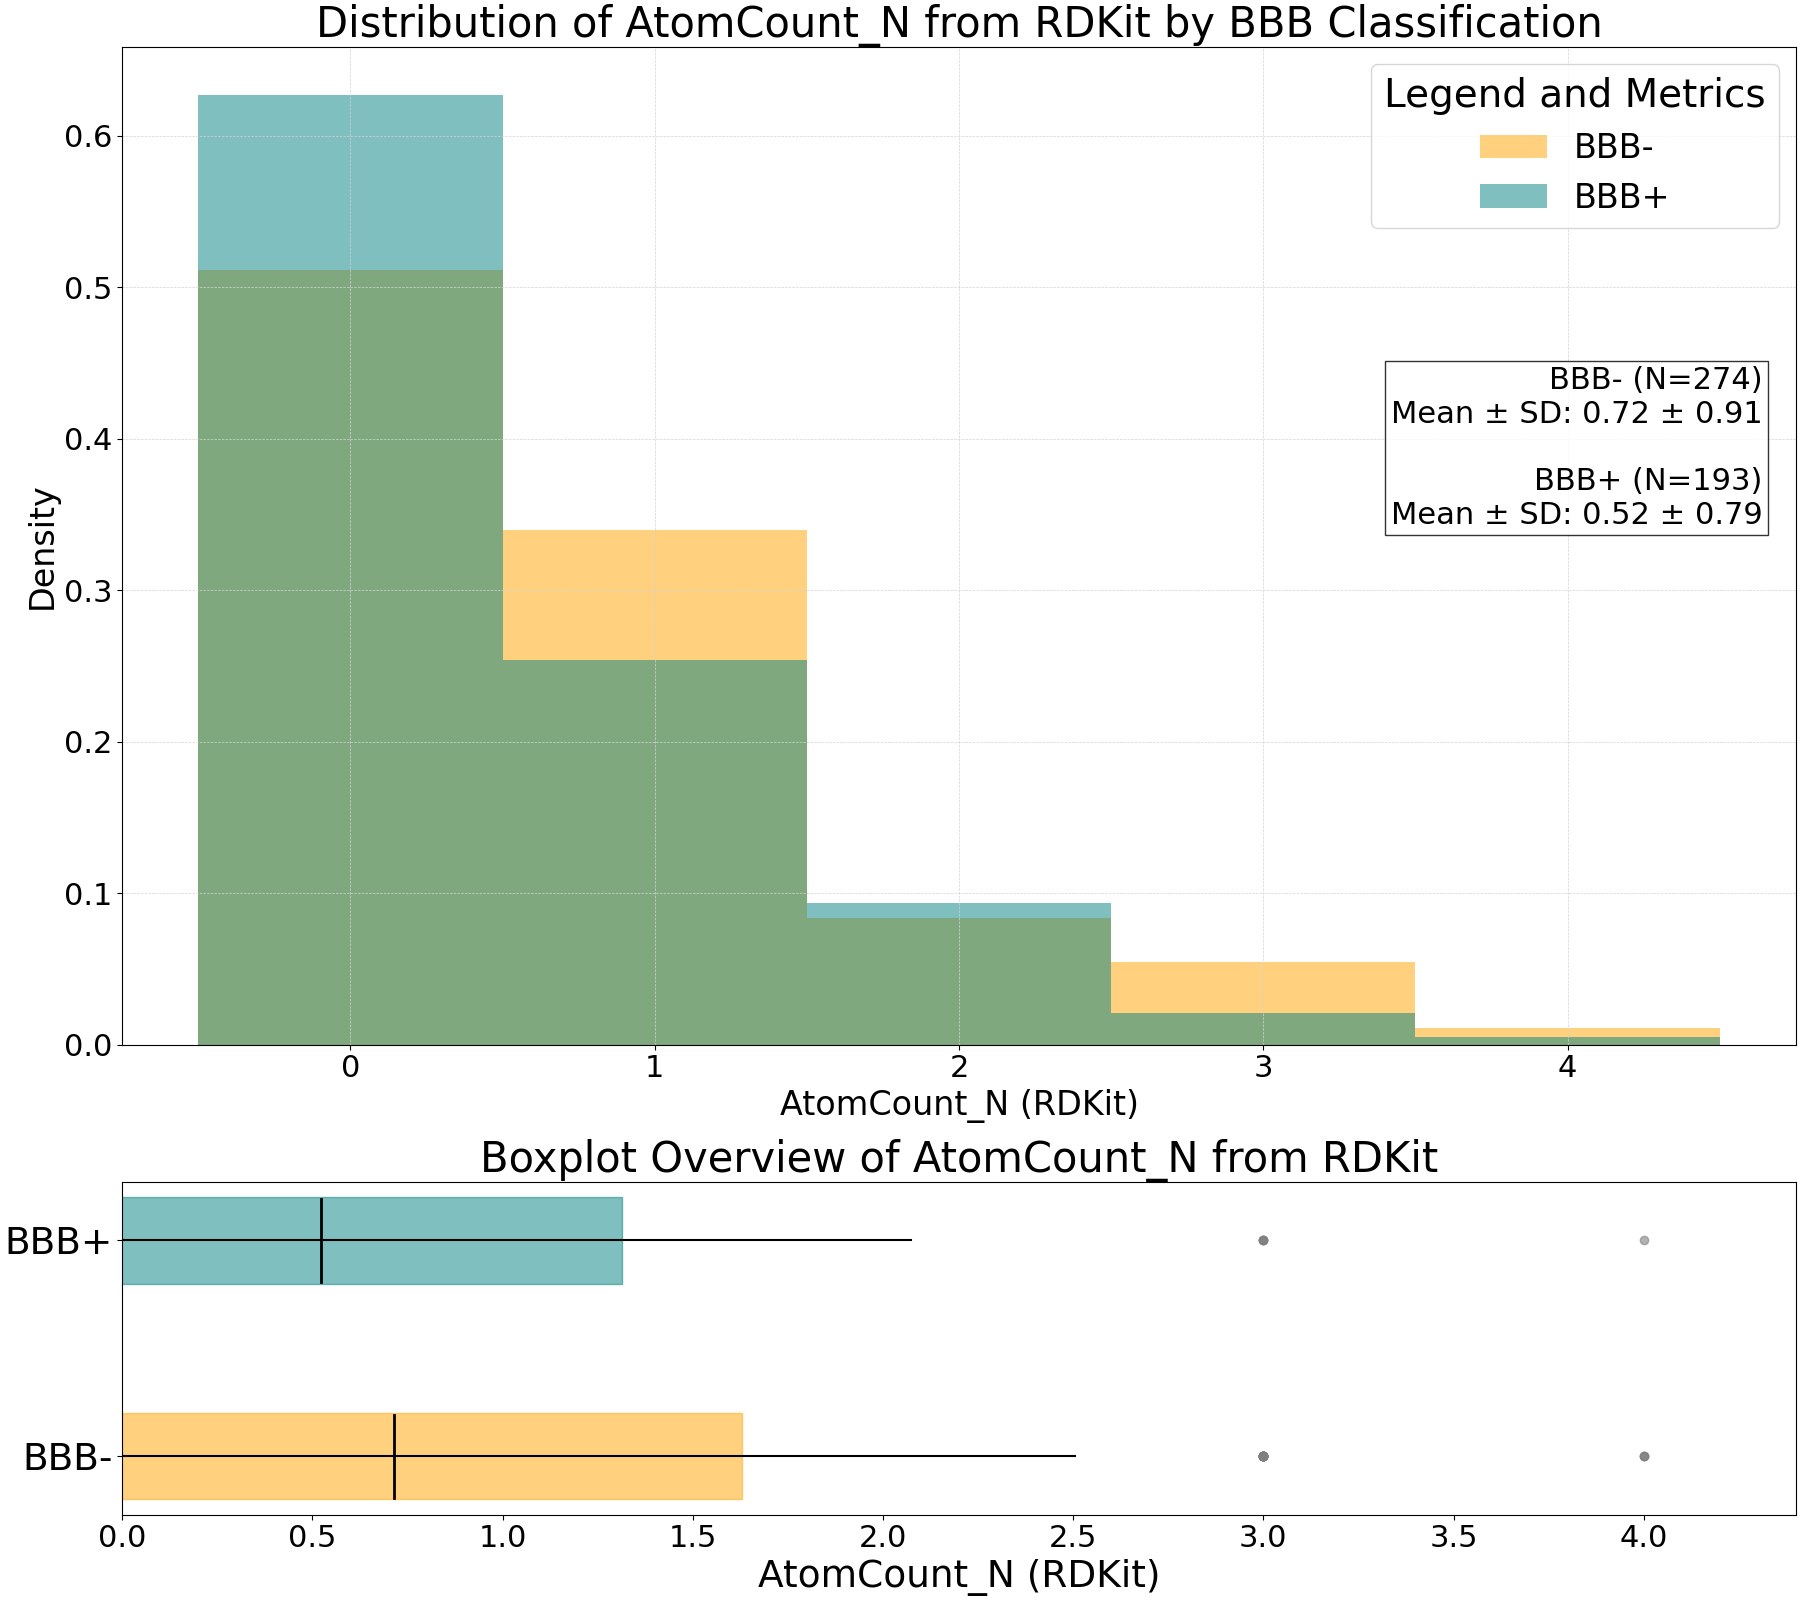 Distribution of AtomCount_N from RDKit by BBB Classification
Legend and Metrics
BBB-
BBB+
BBB- (N=274)
Mean ± SD: 0.72 ± 0.91
BBB+ (N=193)
Mean ± SD: 0.52 ± 0.79
Density
0.6
0.5
0.4
0.3
0.2
0.1
0.0
0 1 2 3 4
AtomCount_N (RDKit)
Boxplot Overview of AtomCount_N from RDKit
BBB+
BBB-
0.0 0.5 1.0 1.5 2.0 2.5 3.0 3.5 4.0
AtomCount_N (RDKit)